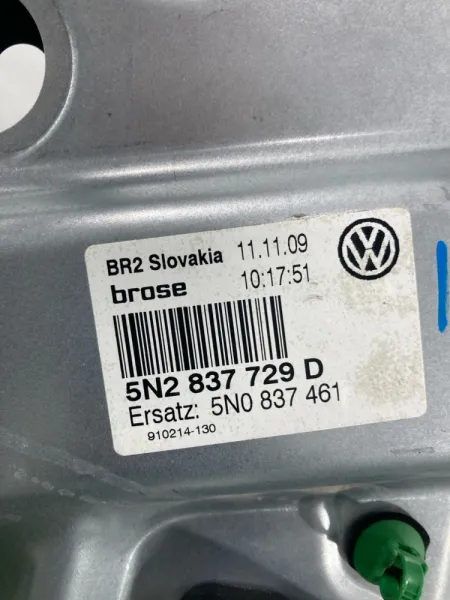 BR2 Slovakia 11.11.09
brose 10:17:51
5N2 837 729 D
Ersatz: 5N0 837 461
910214-130